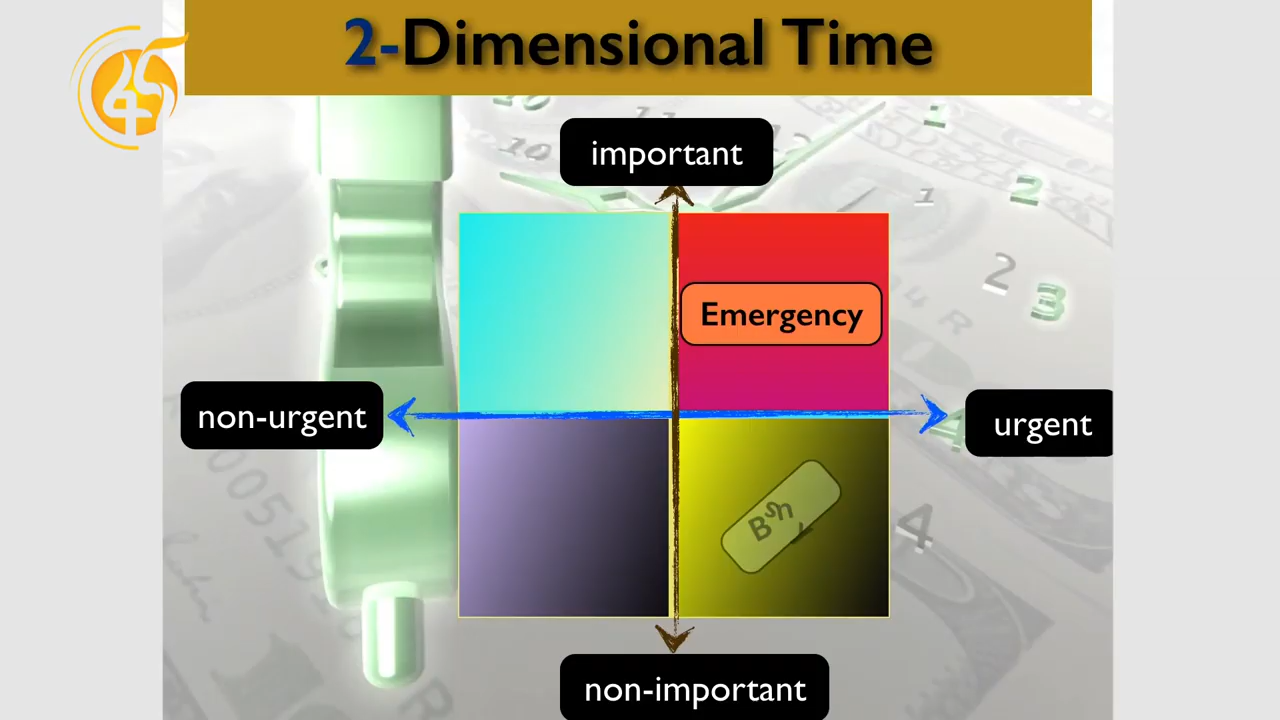 2-Dimensional Time
important
Emergency
non-urgent
urgent
non-important